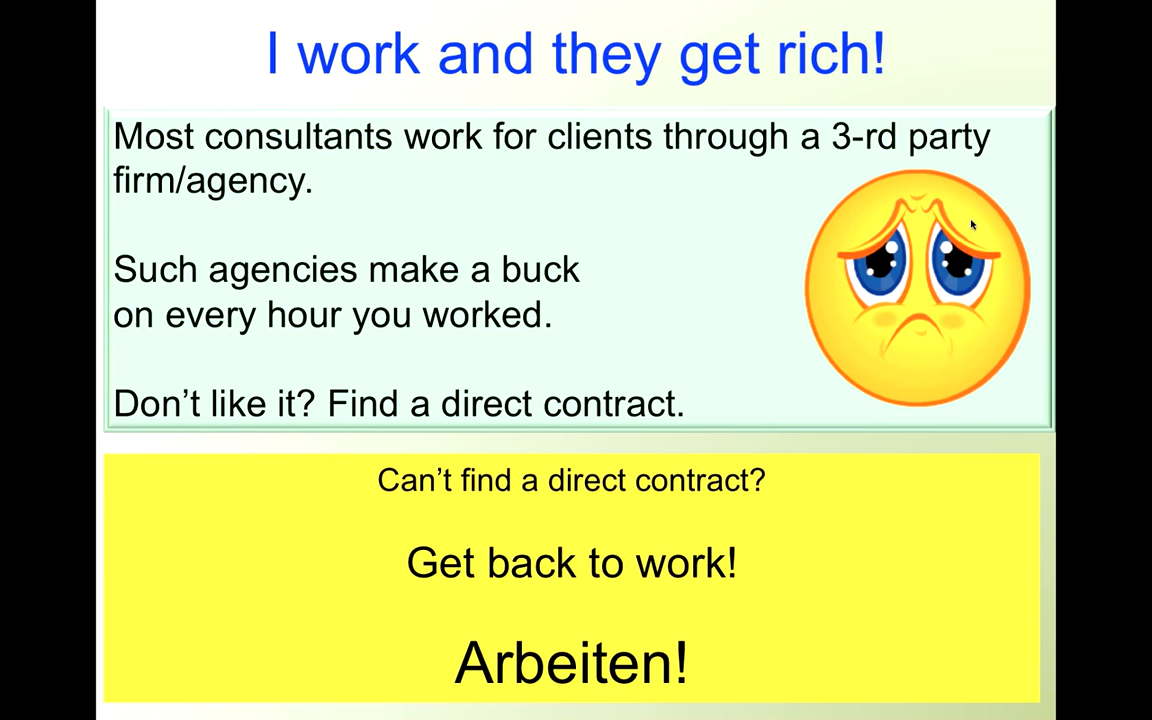 I work and they get rich!
Most consultants work for clients through a 3-rd party
firm/agency.
Such agencies make a buck
on every hour you worked.
Don’t like it? Find a direct contract.
Can’t find a direct contract?
Get back to work!
Arbeiten!